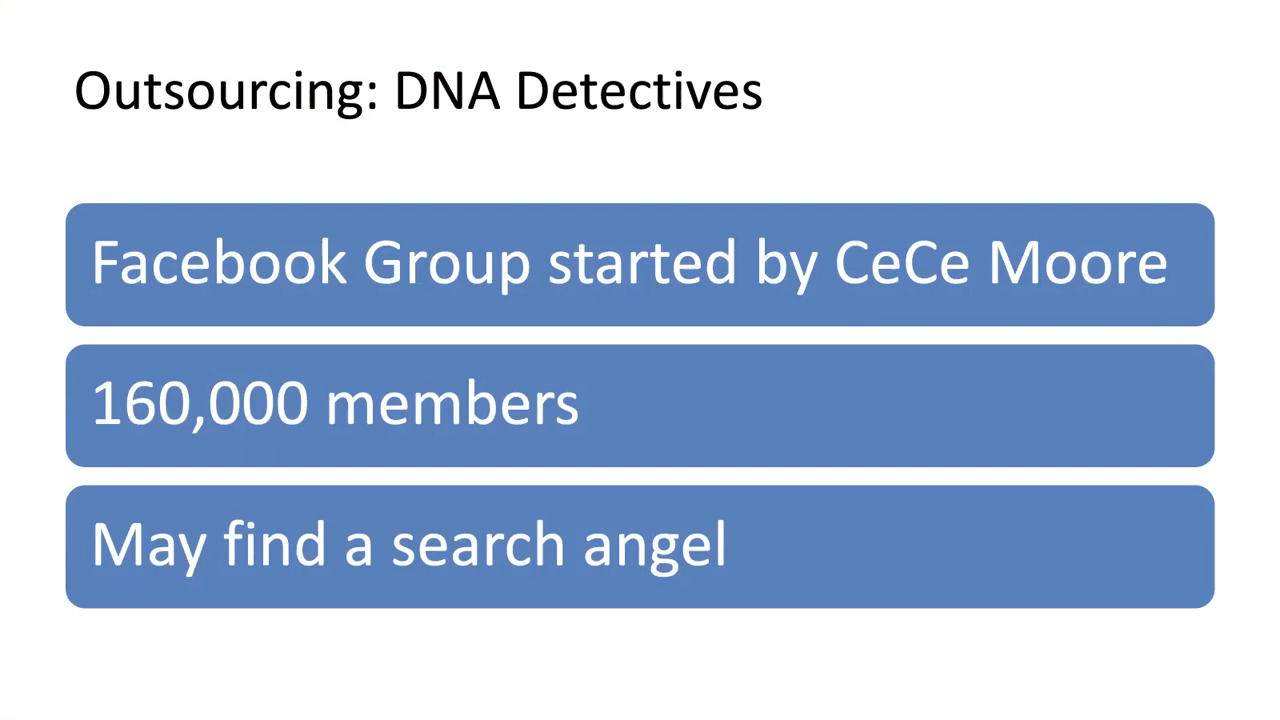 Outsourcing: DNA Detectives
Facebook Group started by CeCe Moore
160,000 members
May find a search angel